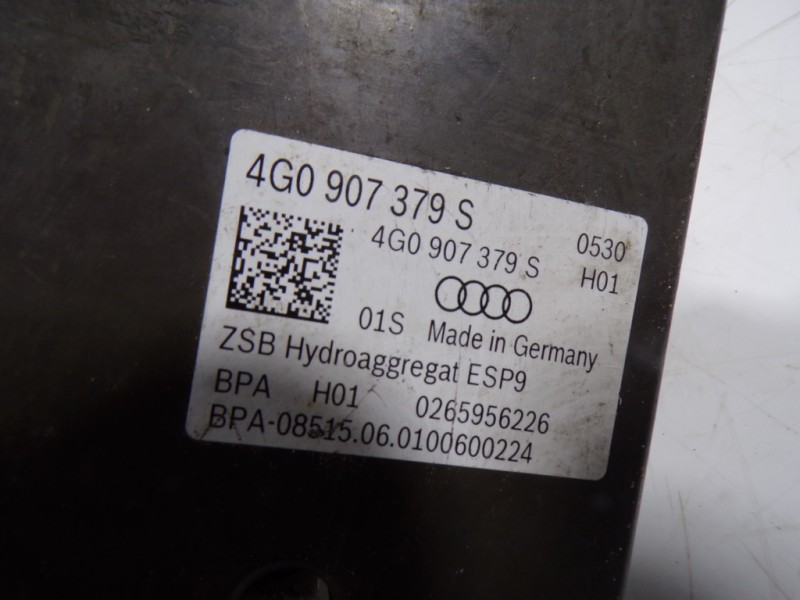 4G0 907 379 S
4G0 907 379 S 0530
H01
01S Made in Germany
ZSB Hydroaggregat ESP9
BPA H01 0265956226
BPA-08515.06.0100600224